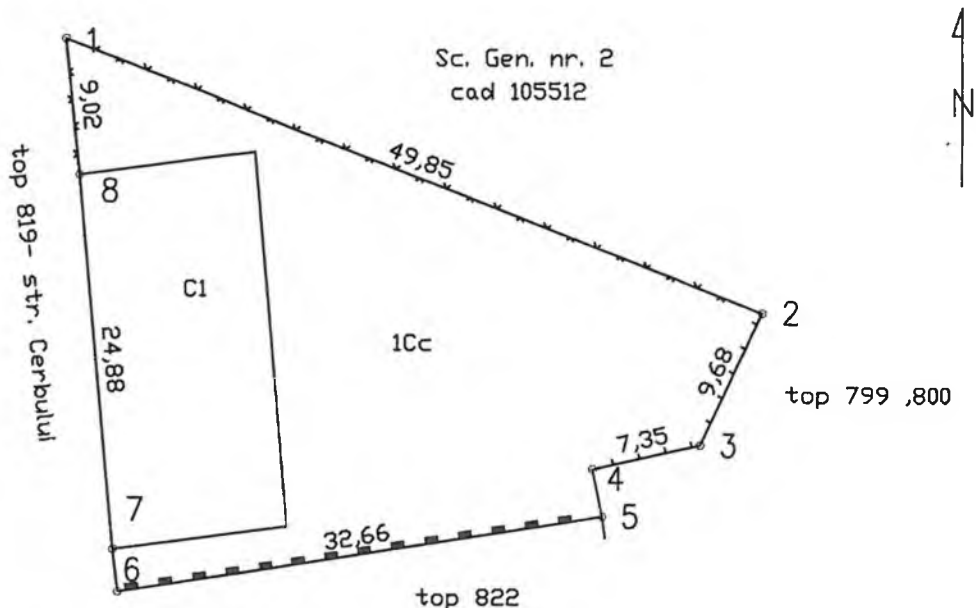 1
Sc. Gen. nr. 2
cad 105512
N
9,02
49,85
8
top 819- str. Cerbului
C1
24,88
1Cc
2
9,68
top 799 ,800
7,35
3
4
5
7
32,66
6
top 822